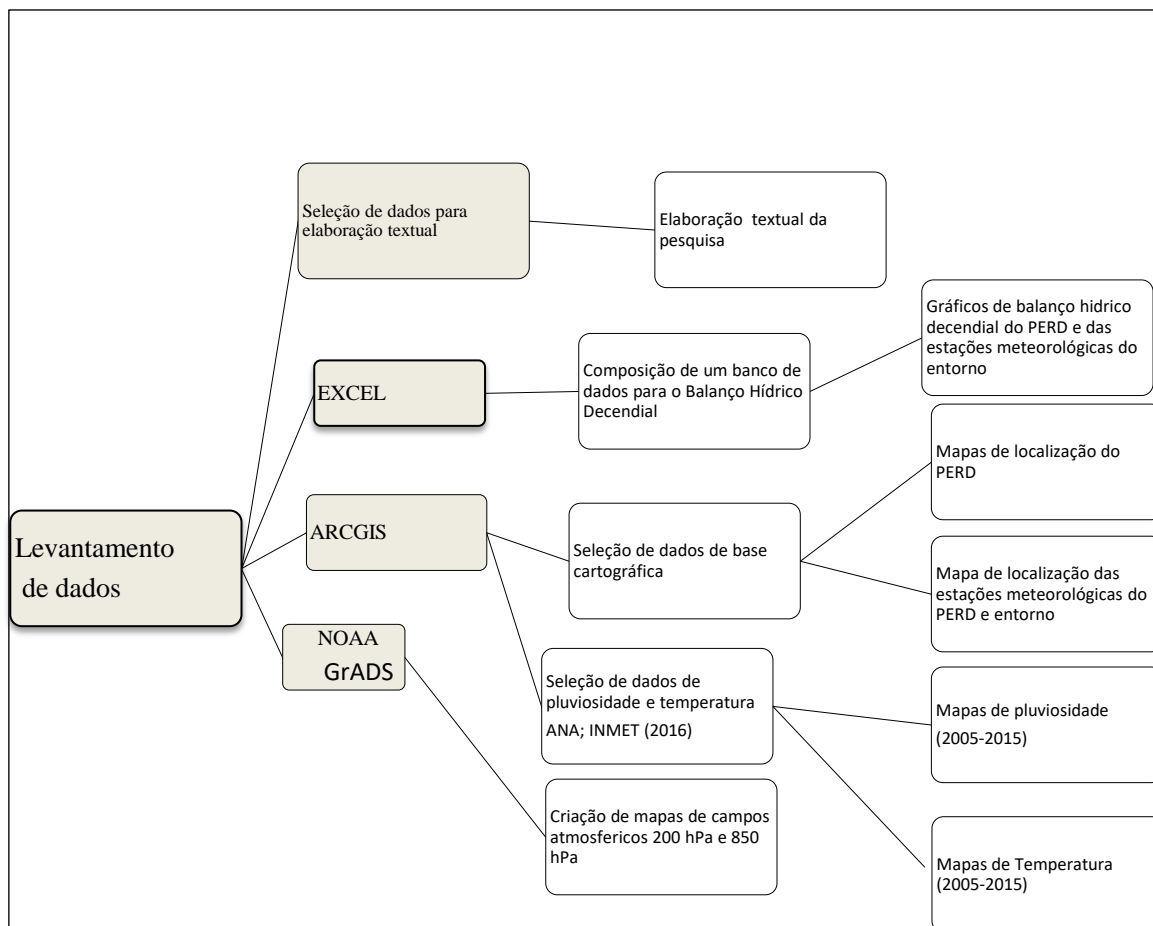 Levantamento
de dados
Seleção de dados para
elaboração textual
Elaboração textual da
pesquisa
EXCEL
Composição de um banco de
dados para o Balanço Hídrico
Decendial
Gráficos de balanço hidrico
decendial do PERD e das
estações meteorológicas do
entorno
ARCGIS
Seleção de dados de base
cartográfica
Mapas de localização do
PERD
Mapa de localização das
estações meteorológicas do
PERD e entorno
Seleção de dados de
pluviosidade e temperatura
ANA; INMET (2016)
Mapas de pluviosidade
(2005-2015)
Mapas de Temperatura
(2005-2015)
NOAA
GrADS
Criação de mapas de campos
atmosfericos 200 hPa e 850
hPa